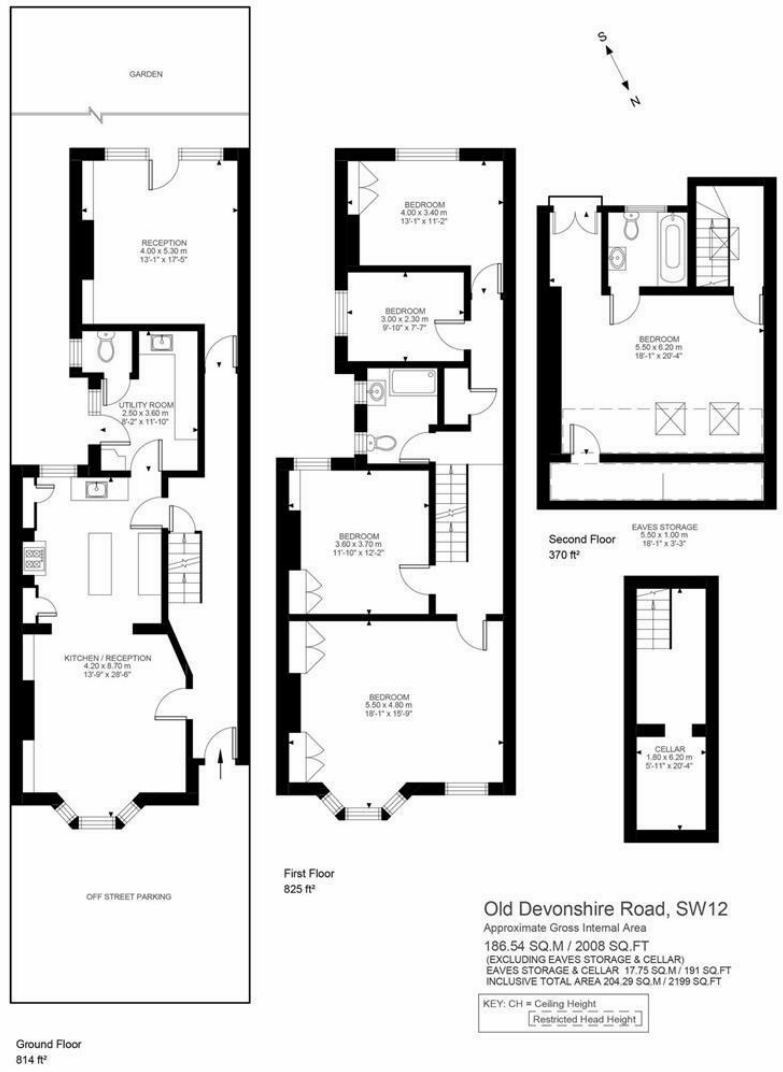 GARDEN
RECEPTION
4.00 x 5.30 m
13'-1" x 17'-5"
UTILITY ROOM
2.50 x 3.60 m
8'-2" x 11'-10"
KITCHEN / RECEPTION
4.20 x 8.70 m
13'-9" x 28'-6"
OFF STREET PARKING
Ground Floor
814 ft²
BEDROOM
4.00 x 3.40 m
13'-1" x 11'-2"
BEDROOM
3.00 x 2.30 m
9'-10" x 7'-7"
BEDROOM
3.60 x 3.70 m
11'-10" x 12'-2"
BEDROOM
5.50 x 4.80 m
18'-1" x 15'-9"
First Floor
825 ft²
S
N
BEDROOM
5.50 x 6.20 m
18'-1" x 20'-4"
EAVES STORAGE
5.50 x 1.00 m
18'-1" x 3'-3"
Second Floor
370 ft²
CELLAR
1.80 x 6.20 m
5'-11" x 20'-4"
Old Devonshire Road, SW12
Approximate Gross Internal Area
186.54 SQ.M / 2008 SQ.FT
(EXCLUDING EAVES STORAGE & CELLAR)
EAVES STORAGE & CELLAR 17.75 SQ.M / 191 SQ.FT
INCLUSIVE TOTAL AREA 204.29 SQ.M / 2199 SQ.FT
KEY: CH = Ceiling Height
Restricted Head Height